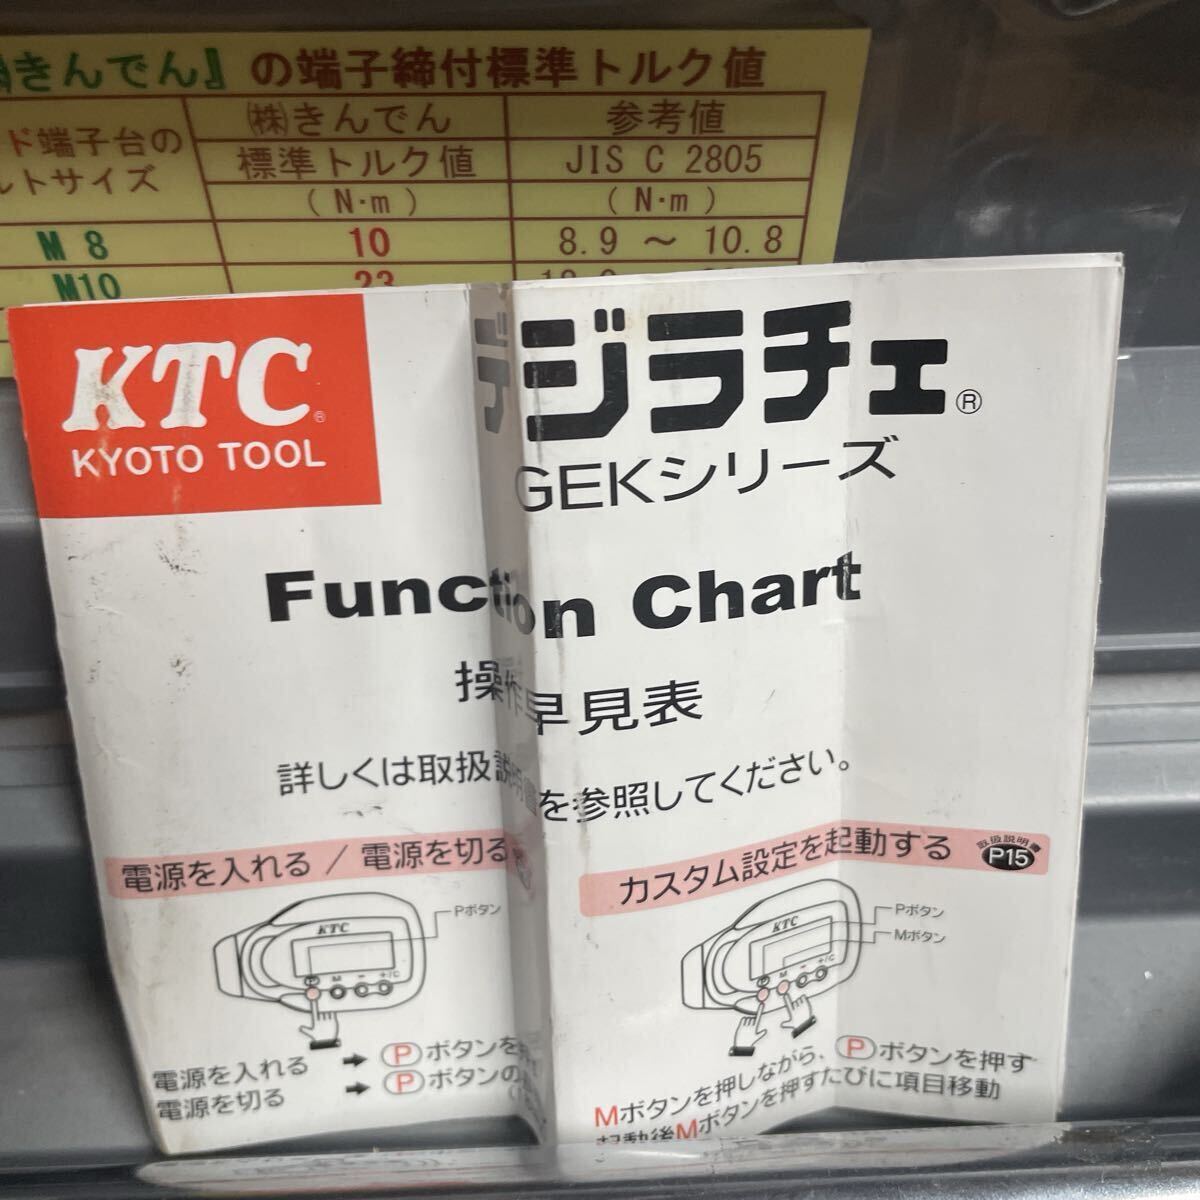 きんでん』の端子締付標準トルク値
ド端子台の
ルトサイズ
㈱きんでん
標準トルク値
(N·m)
参考値
JIS C 2805
(N·m)
M 8 10 8.9 ～ 10.8
M10 23
KTC®
KYOTO TOOL
デジラチェ®
GEKシリーズ
Function Chart
操作早見表
詳しくは取扱説明書を参照してください。
電源を入れる / 電源を切る
KTC
Pボタン
P M − +/C
電源を入れる ➡ Pボタンを
電源を切る ➡ Pボタンの
カスタム設定を起動する
取扱説明書
P15
KTC
Pボタン
Mボタン
M − +/C
Mボタンを押しながら、Pボタンを押す
起動後Mボタンを押すたびに項目移動